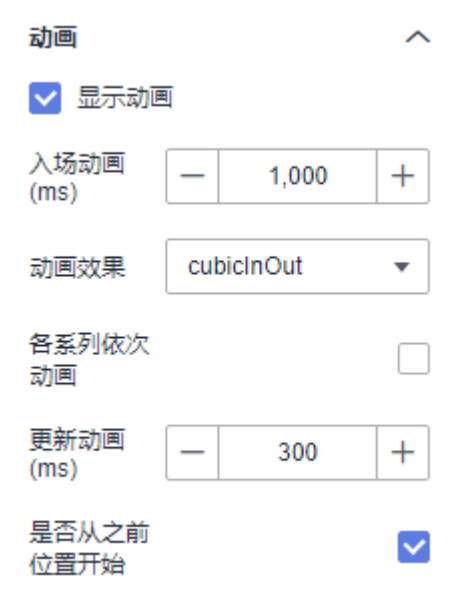 动画
显示动画
入场动画
(ms)
1,000
动画效果
cubicInOut
各系列依次
动画
更新动画
(ms)
300
是否从之前
位置开始